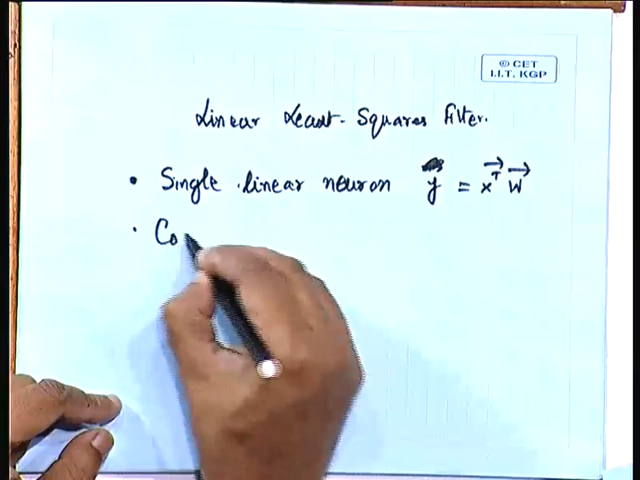 © CET
I.I.T. KGP
Linear Least-Squares Filter.
• Single linear neuron y = x⃗ᵀ w⃗
• Co